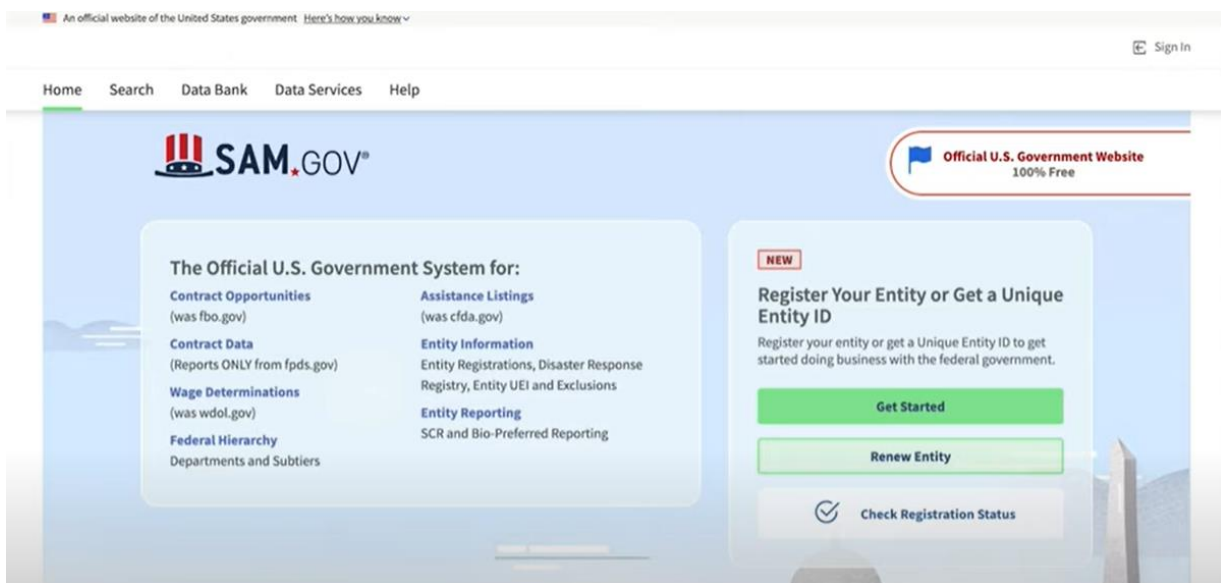 An official website of the United States government Here's how you know
Sign In
Home Search Data Bank Data Services Help
SAM.GOV®
Official U.S. Government Website
100% Free
The Official U.S. Government System for:
Contract Opportunities
(was fbo.gov)
Contract Data
(Reports ONLY from fpds.gov)
Wage Determinations
(was wdol.gov)
Federal Hierarchy
Departments and Subtiers
Assistance Listings
(was cfda.gov)
Entity Information
Entity Registrations, Disaster Response
Registry, Entity UEI and Exclusions
Entity Reporting
SCR and Bio-Preferred Reporting
NEW
Register Your Entity or Get a Unique
Entity ID
Register your entity or get a Unique Entity ID to get
started doing business with the federal government.
Get Started
Renew Entity
Check Registration Status